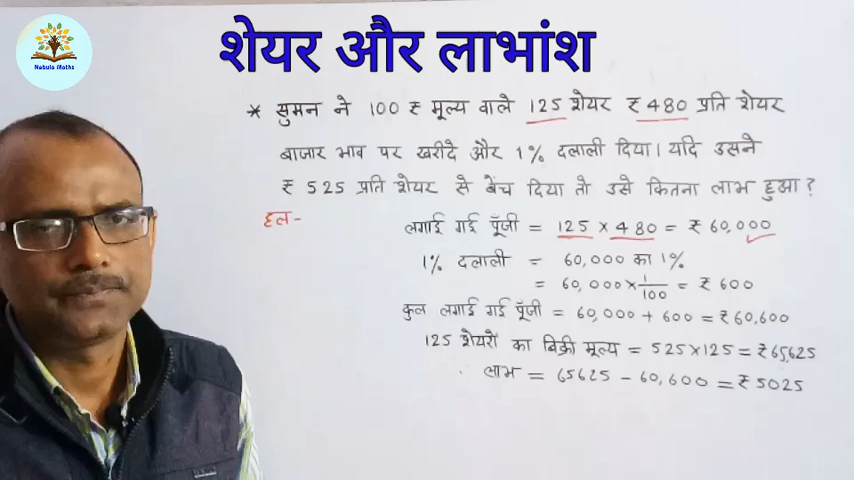 Nebula Maths
शेयर और लाभांश
* सुमन ने 100 ₹ मूल्य वाले 125 शेयर ₹ 480 प्रति शेयर
बाजार भाव पर खरीदे और 1% दलाली दिया। यदि उसने
₹ 525 प्रति शेयर से बेंच दिया तो उसे कितना लाभ हुआ?
हल-
लगाई गई पूँजी = 125 × 480 = ₹ 60,000
1% दलाली = 60,000 का 1%
= 60,000 × 1/100 = ₹ 600
कुल लगाई गई पूँजी = 60,000 + 600 = ₹ 60,600
125 शेयरों का बिक्री मूल्य = 525 × 125 = ₹ 65,625
लाभ = 65625 - 60,600 = ₹ 5025